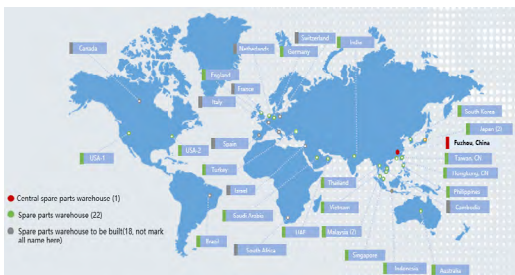 Canada
Netherlands
Switzerland
Germany
India
England
France
Italy
South Korea
Japan (2)
Fuzhou, China
USA-1
USA-2
Spain
Taiwan, CN
Turkey
Hongkong, CN
Israel
Thailand
Philippines
Saudi Arabia
Vietnam
Cambodia
Brasil
South Africa
UAE
Malaysia (2)
Singapore
Indonesia
Australia
Central spare parts warehouse (1)
Spare parts warehouse (22)
Spare parts warehouse to be built(18, not mark
all name here)